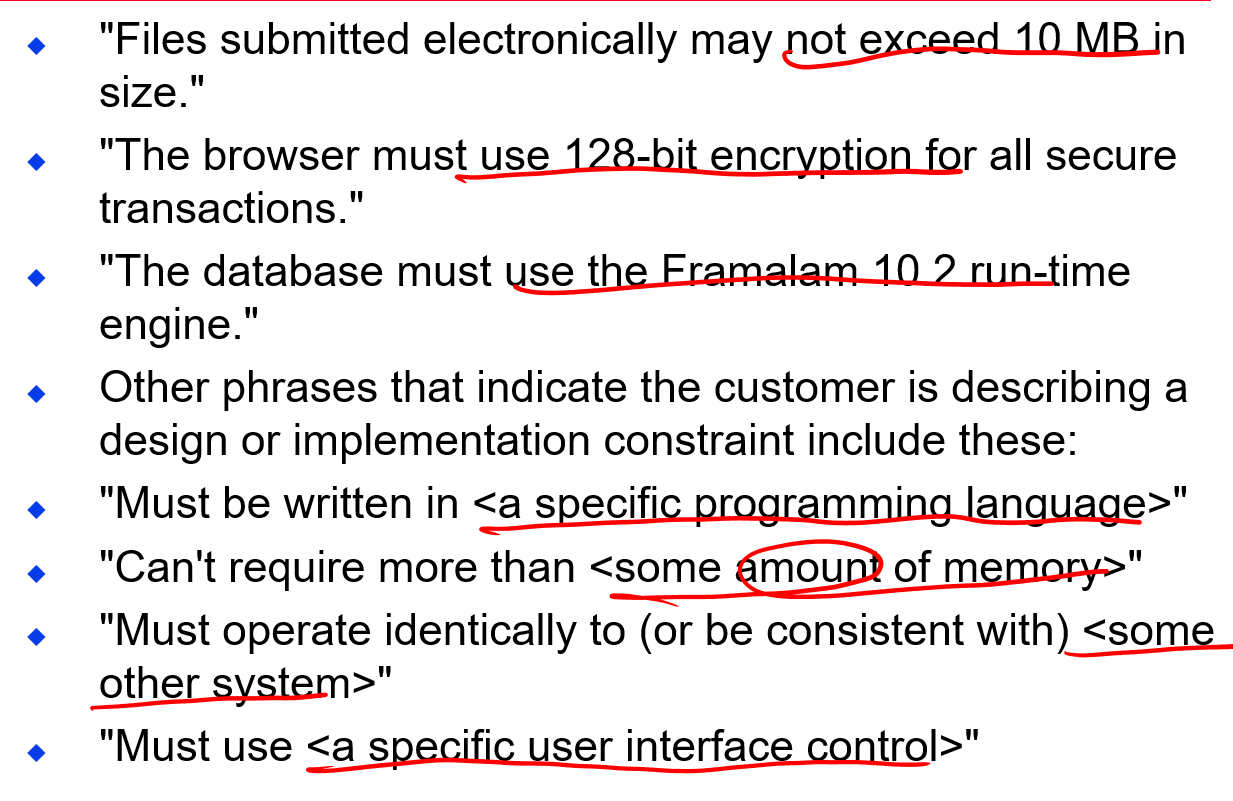 "Files submitted electronically may not exceed 10 MB in
size."
"The browser must use 128-bit encryption for all secure
transactions."
"The database must use the Framalam 10.2 run-time
engine."
Other phrases that indicate the customer is describing a
design or implementation constraint include these:
"Must be written in <a specific programming language>"
"Can't require more than <some amount of memory>"
"Must operate identically to (or be consistent with) <some
other system>"
"Must use <a specific user interface control>"